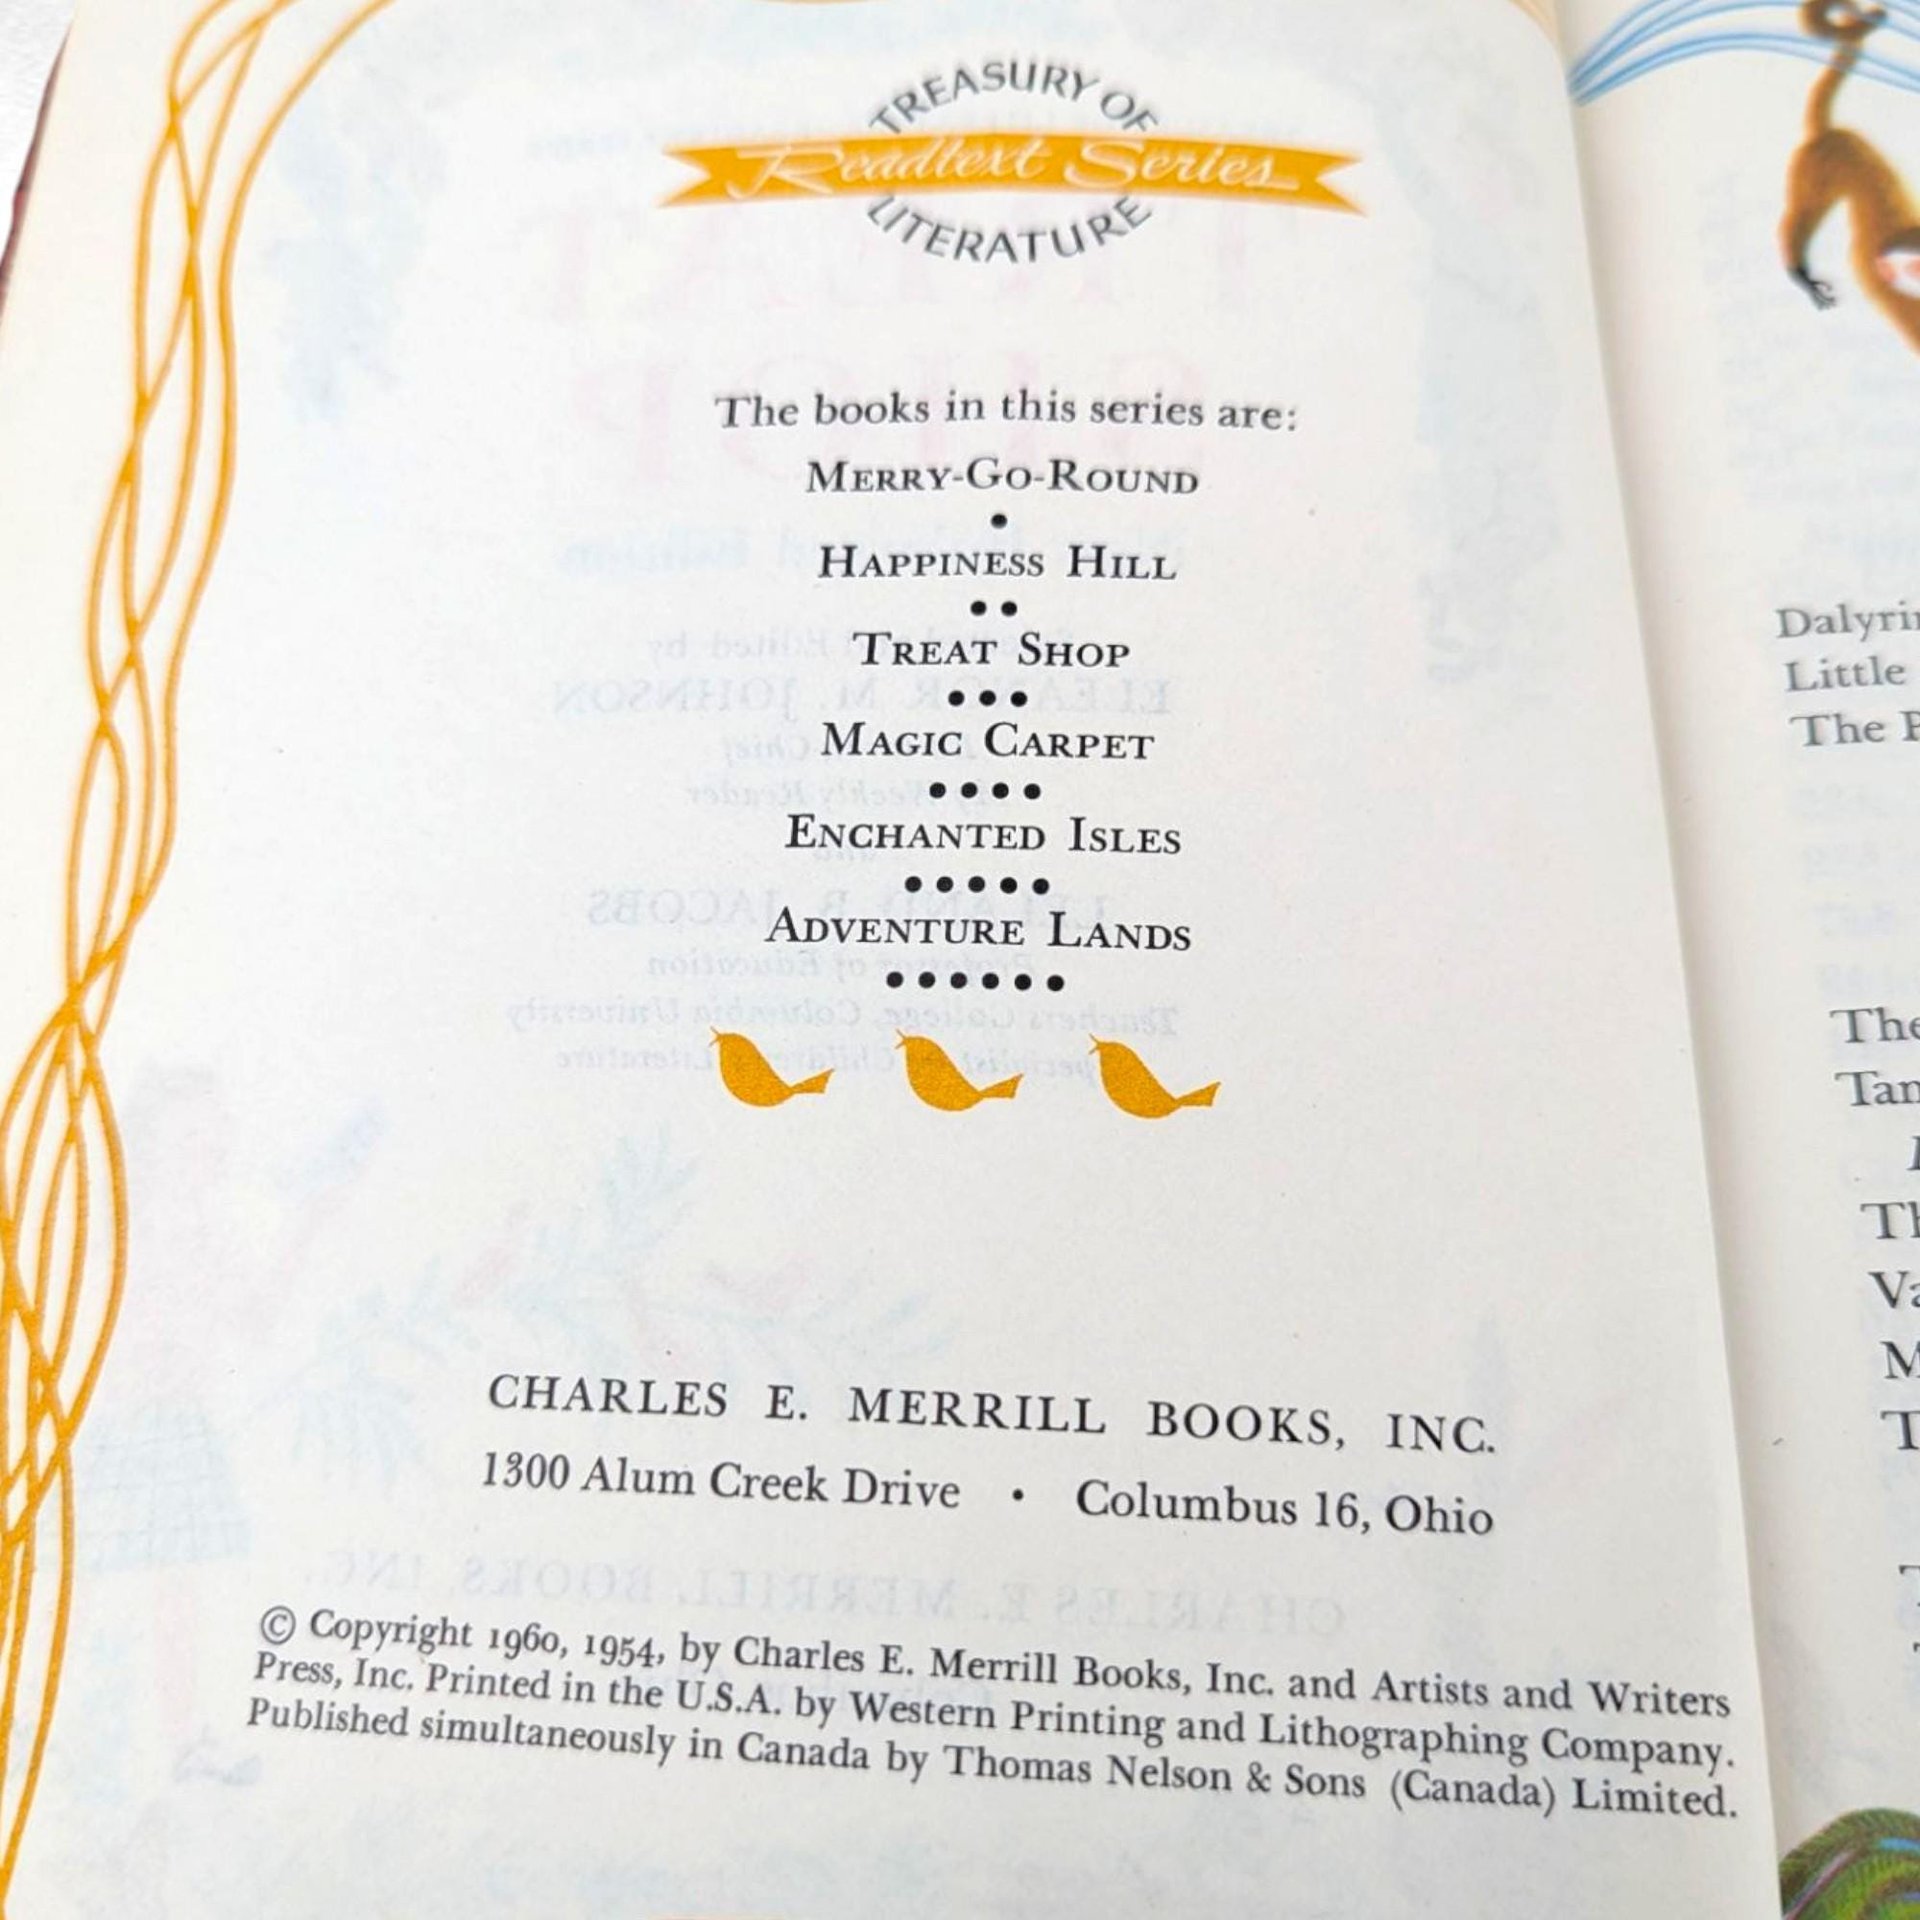 TREASURY OF
Readtext Series
LITERATURE
The books in this series are:
MERRY-GO-ROUND
•
HAPPINESS HILL
• •
TREAT SHOP
• • •
MAGIC CARPET
• • • •
ENCHANTED ISLES
• • • • •
ADVENTURE LANDS
• • • • • •
CHARLES E. MERRILL BOOKS, INC.
1300 Alum Creek Drive • Columbus 16, Ohio
© Copyright 1960, 1954, by Charles E. Merrill Books, Inc. and Artists and Writers
Press, Inc. Printed in the U.S.A. by Western Printing and Lithographing Company.
Published simultaneously in Canada by Thomas Nelson & Sons (Canada) Limited.
Little
The
The